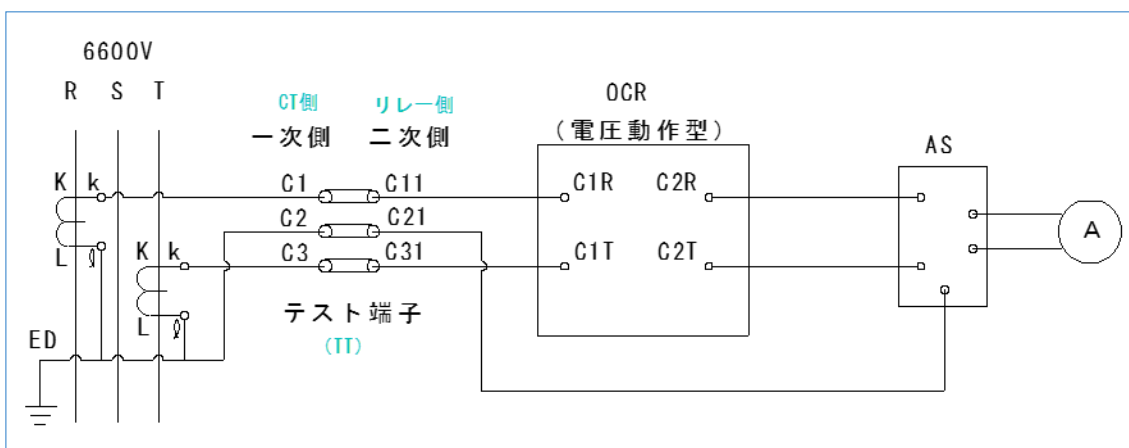 6600V
R S T
CT側 リレー側
一次側 二次側
OCR
(電圧動作型)
AS
K k
L ℓ
K k
L ℓ
C1 C11
C2 C21
C3 C31
テスト端子
(TT)
C1R C2R
C1T C2T
A
ED